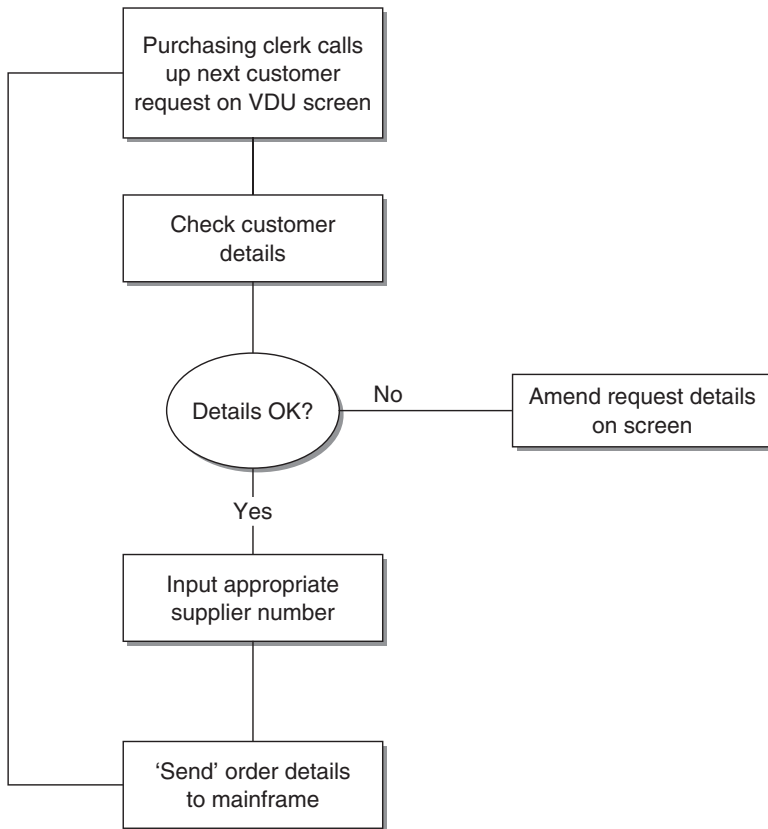 Purchasing clerk calls
up next customer
request on VDU screen
Check customer
details
Details OK?
No
Amend request details
on screen
Yes
Input appropriate
supplier number
‘Send’ order details
to mainframe